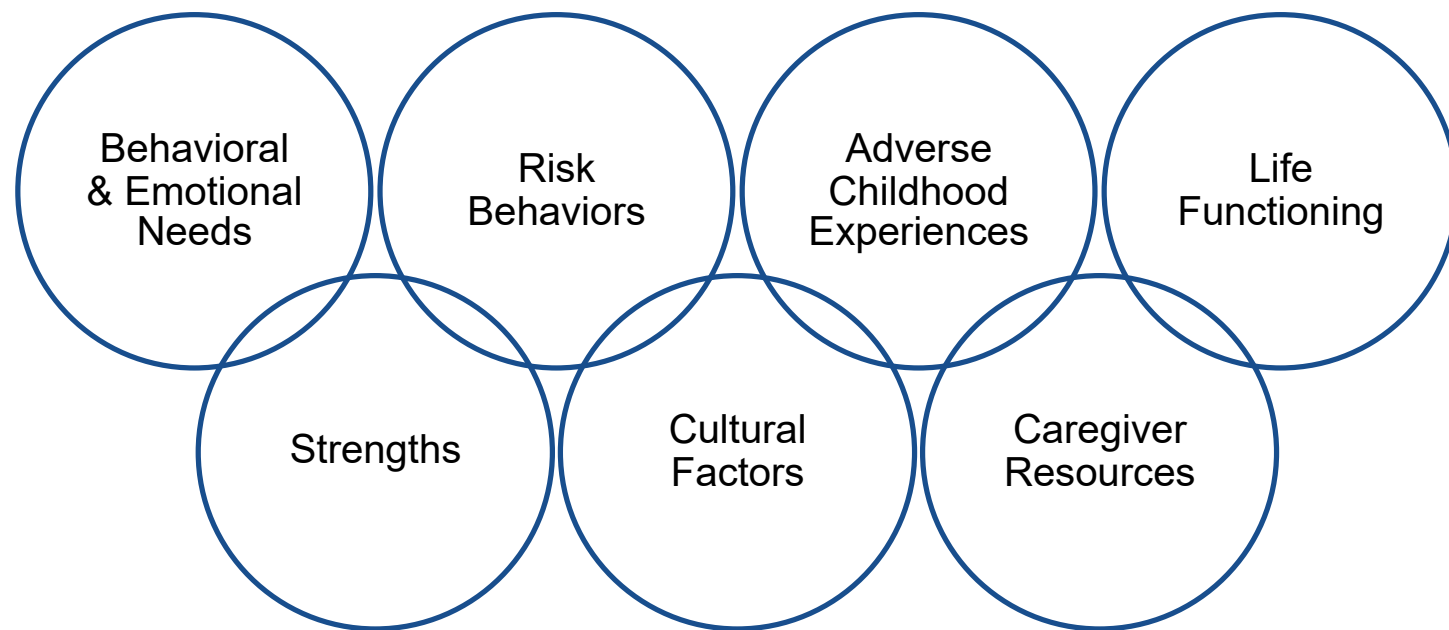 Behavioral
& Emotional
Needs
Risk
Behaviors
Adverse
Childhood
Experiences
Life
Functioning
Strengths
Cultural
Factors
Caregiver
Resources